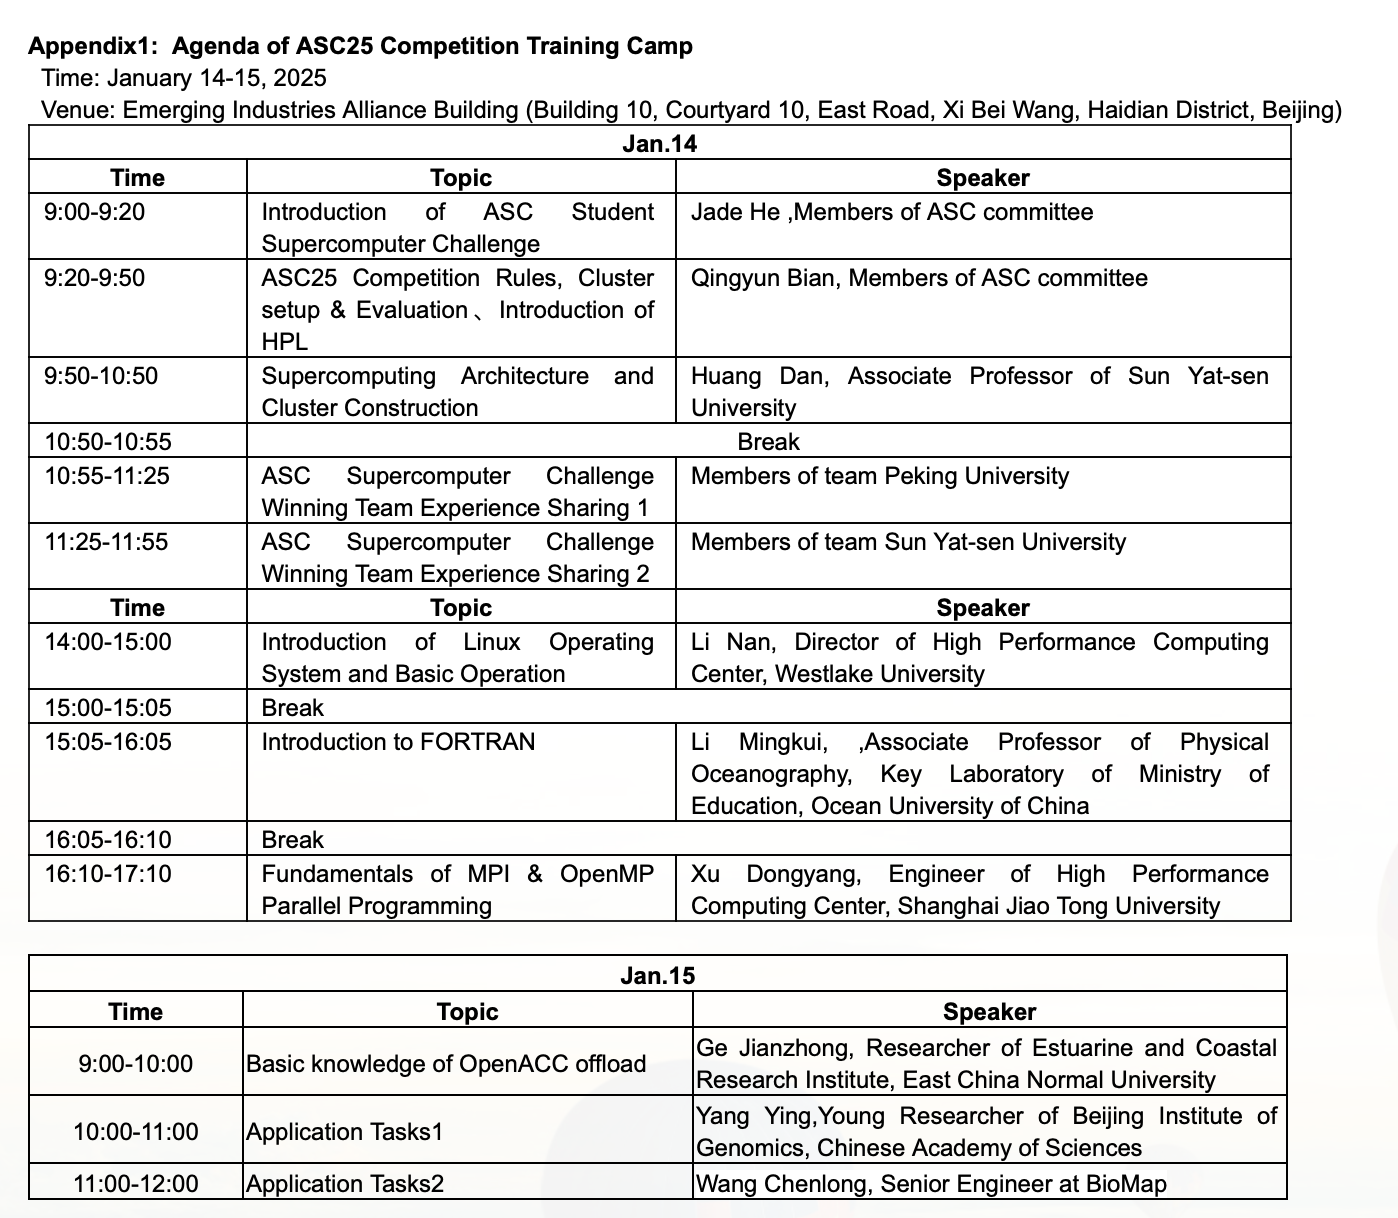 Appendix1: Agenda of ASC25 Competition Training Camp
Time: January 14-15, 2025
Venue: Emerging Industries Alliance Building (Building 10, Courtyard 10, East Road, Xi Bei Wang, Haidian District, Beijing)
Jan.14
Time Topic Speaker
9:00-9:20 Introduction of ASC Student Jade He ,Members of ASC committee
Supercomputer Challenge
9:20-9:50 ASC25 Competition Rules, Cluster Qingyun Bian, Members of ASC committee
setup & Evaluation、 Introduction of
HPL
9:50-10:50 Supercomputing Architecture and Huang Dan, Associate Professor of Sun Yat-sen
Cluster Construction University
10:50-10:55 Break
10:55-11:25 ASC Supercomputer Challenge Members of team Peking University
Winning Team Experience Sharing 1
11:25-11:55 ASC Supercomputer Challenge Members of team Sun Yat-sen University
Winning Team Experience Sharing 2
Time Topic Speaker
14:00-15:00 Introduction of Linux Operating Li Nan, Director of High Performance Computing
System and Basic Operation Center, Westlake University
15:00-15:05 Break
15:05-16:05 Introduction to FORTRAN Li Mingkui, ,Associate Professor of Physical
Oceanography, Key Laboratory of Ministry of
Education, Ocean University of China
16:05-16:10 Break
16:10-17:10 Fundamentals of MPI & OpenMP Xu Dongyang, Engineer of High Performance
Parallel Programming Computing Center, Shanghai Jiao Tong University
Jan.15
Time Topic Speaker
9:00-10:00 Basic knowledge of OpenACC offload Ge Jianzhong, Researcher of Estuarine and Coastal
Research Institute, East China Normal University
10:00-11:00 Application Tasks1 Yang Ying,Young Researcher of Beijing Institute of
Genomics, Chinese Academy of Sciences
11:00-12:00 Application Tasks2 Wang Chenlong, Senior Engineer at BioMap